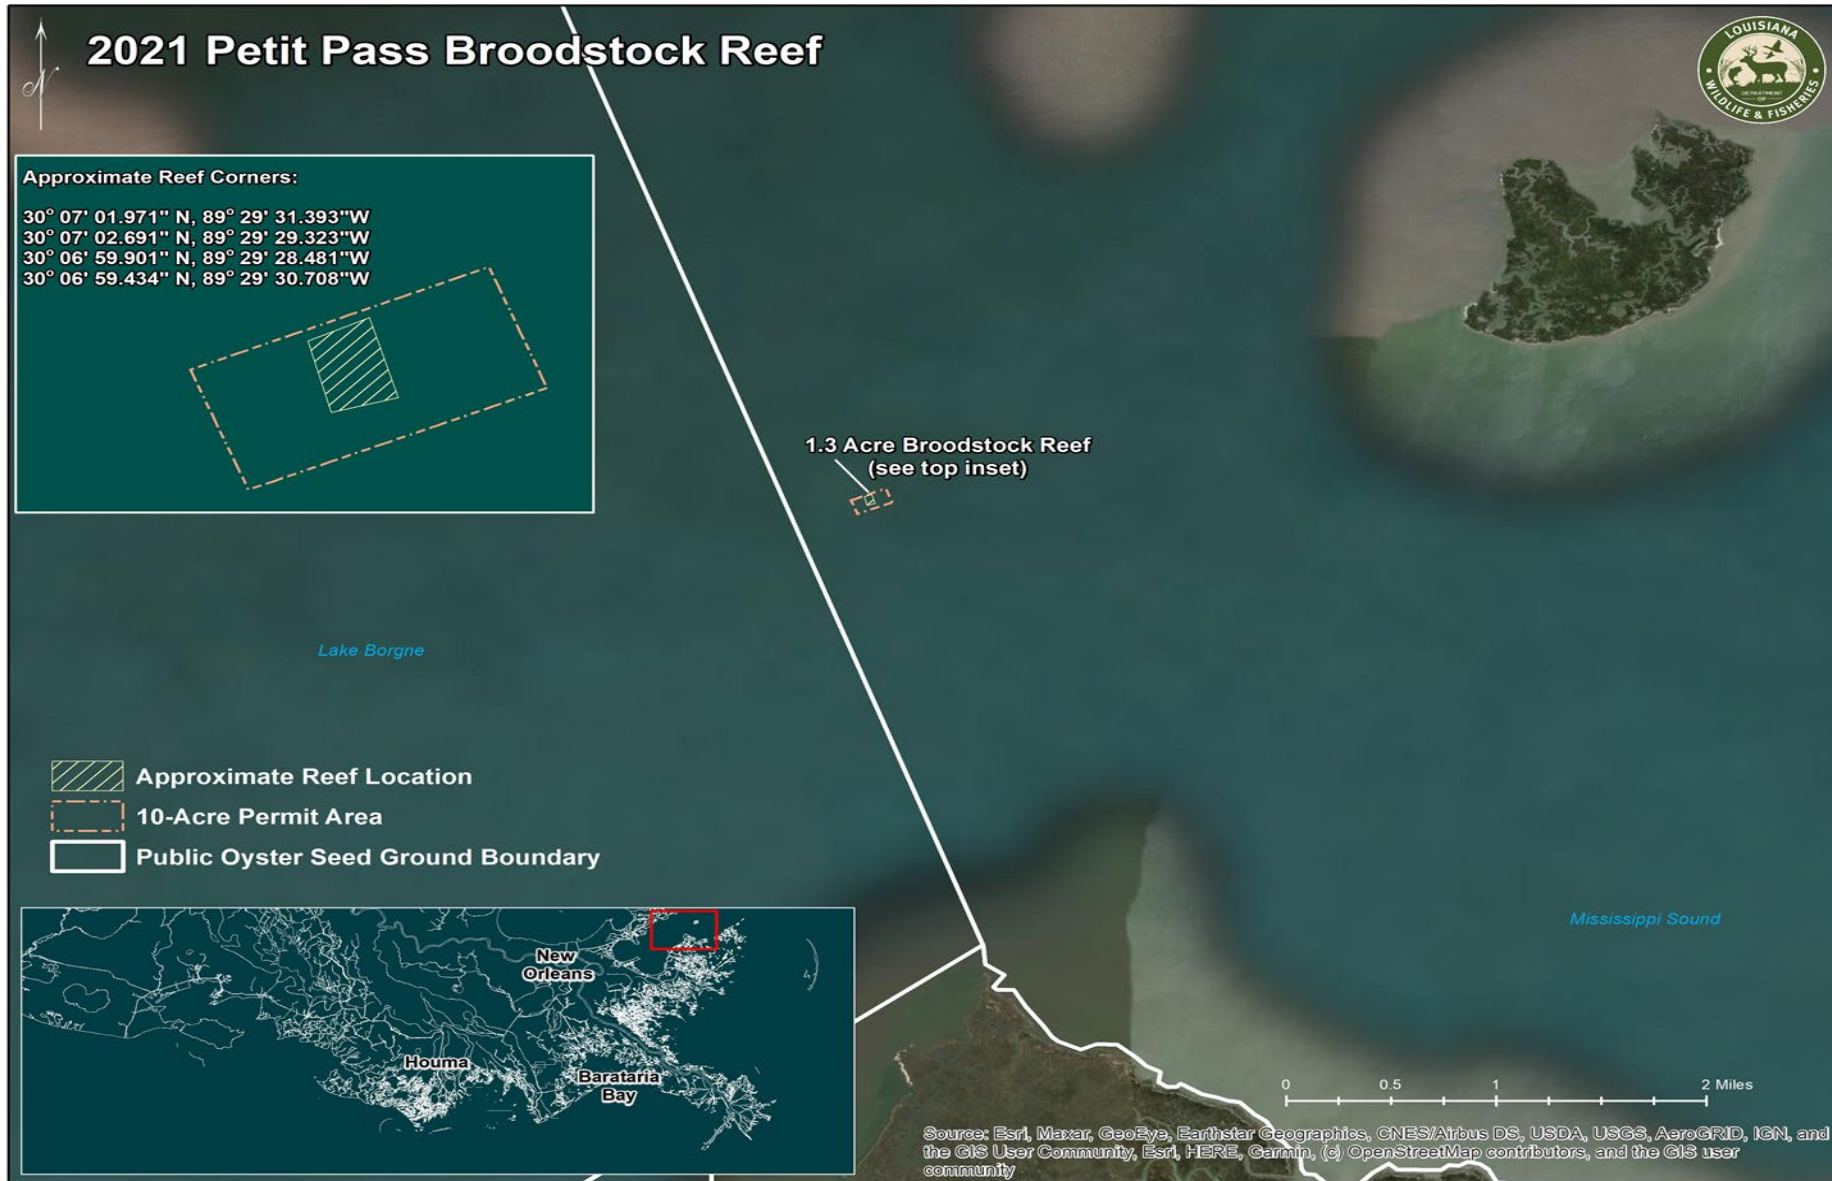 2021 Petit Pass Broodstock Reef
N
LOUISIANA
DEPARTMENT
OF
WILDLIFE & FISHERIES
Approximate Reef Corners:
30° 07' 01.971" N, 89° 29' 31.393"W
30° 07' 02.691" N, 89° 29' 29.323"W
30° 06' 59.901" N, 89° 29' 28.481"W
30° 06' 59.434" N, 89° 29' 30.708"W
1.3 Acre Broodstock Reef
(see top inset)
Lake Borgne
Approximate Reef Location
10-Acre Permit Area
Public Oyster Seed Ground Boundary
Mississippi Sound
New
Orleans
Houma
Barataria
Bay
0 0.5 1 2 Miles
Source: Esri, Maxar, GeoEye, Earthstar Geographics, CNES/Airbus DS, USDA, USGS, AeroGRID, IGN, and
the GIS User Community, Esri, HERE, Garmin, (c) OpenStreetMap contributors, and the GIS user
community